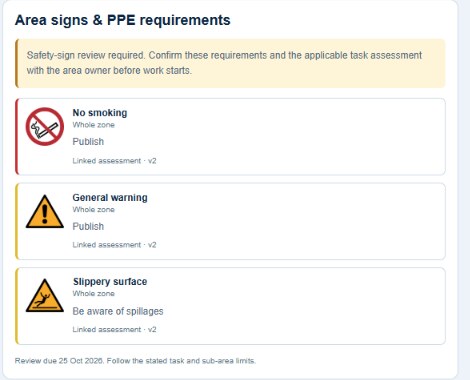 Area signs & PPE requirements
Safety-sign review required. Confirm these requirements and the applicable task assessment
with the area owner before work starts.
No smoking
Whole zone
Publish
Linked assessment · v2
General warning
Whole zone
Publish
Linked assessment · v2
Slippery surface
Whole zone
Be aware of spillages
Linked assessment · v2
Review due 25 Oct 2026. Follow the stated task and sub-area limits.